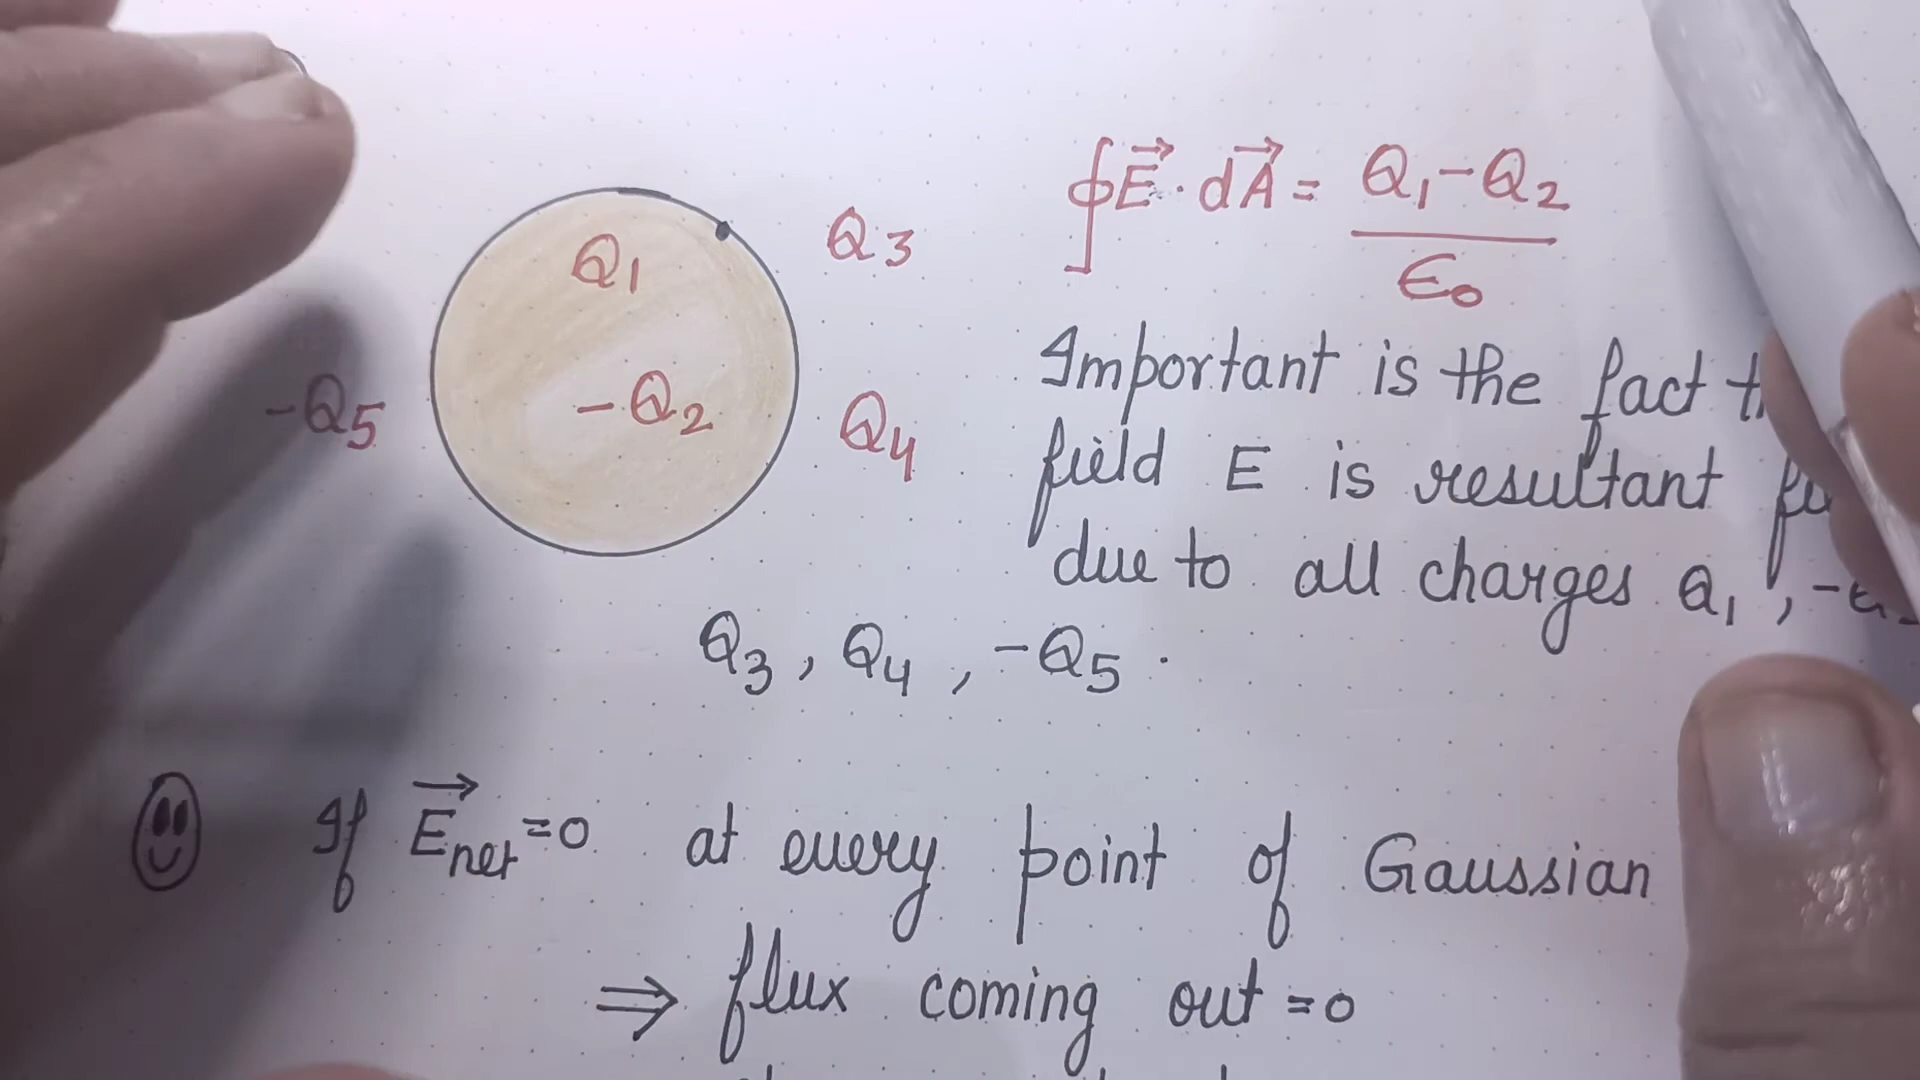 Q1
Q3
-Q2
-Q5
Q4
∮E⃗·dA⃗ = Q1-Q2
ϵ0
Important is the fact
field E is resultant
due to all charges Q1,
Q3, Q4, -Q5.
If E⃗net=0 at every point of Gaussian
⇒ flux coming out =0